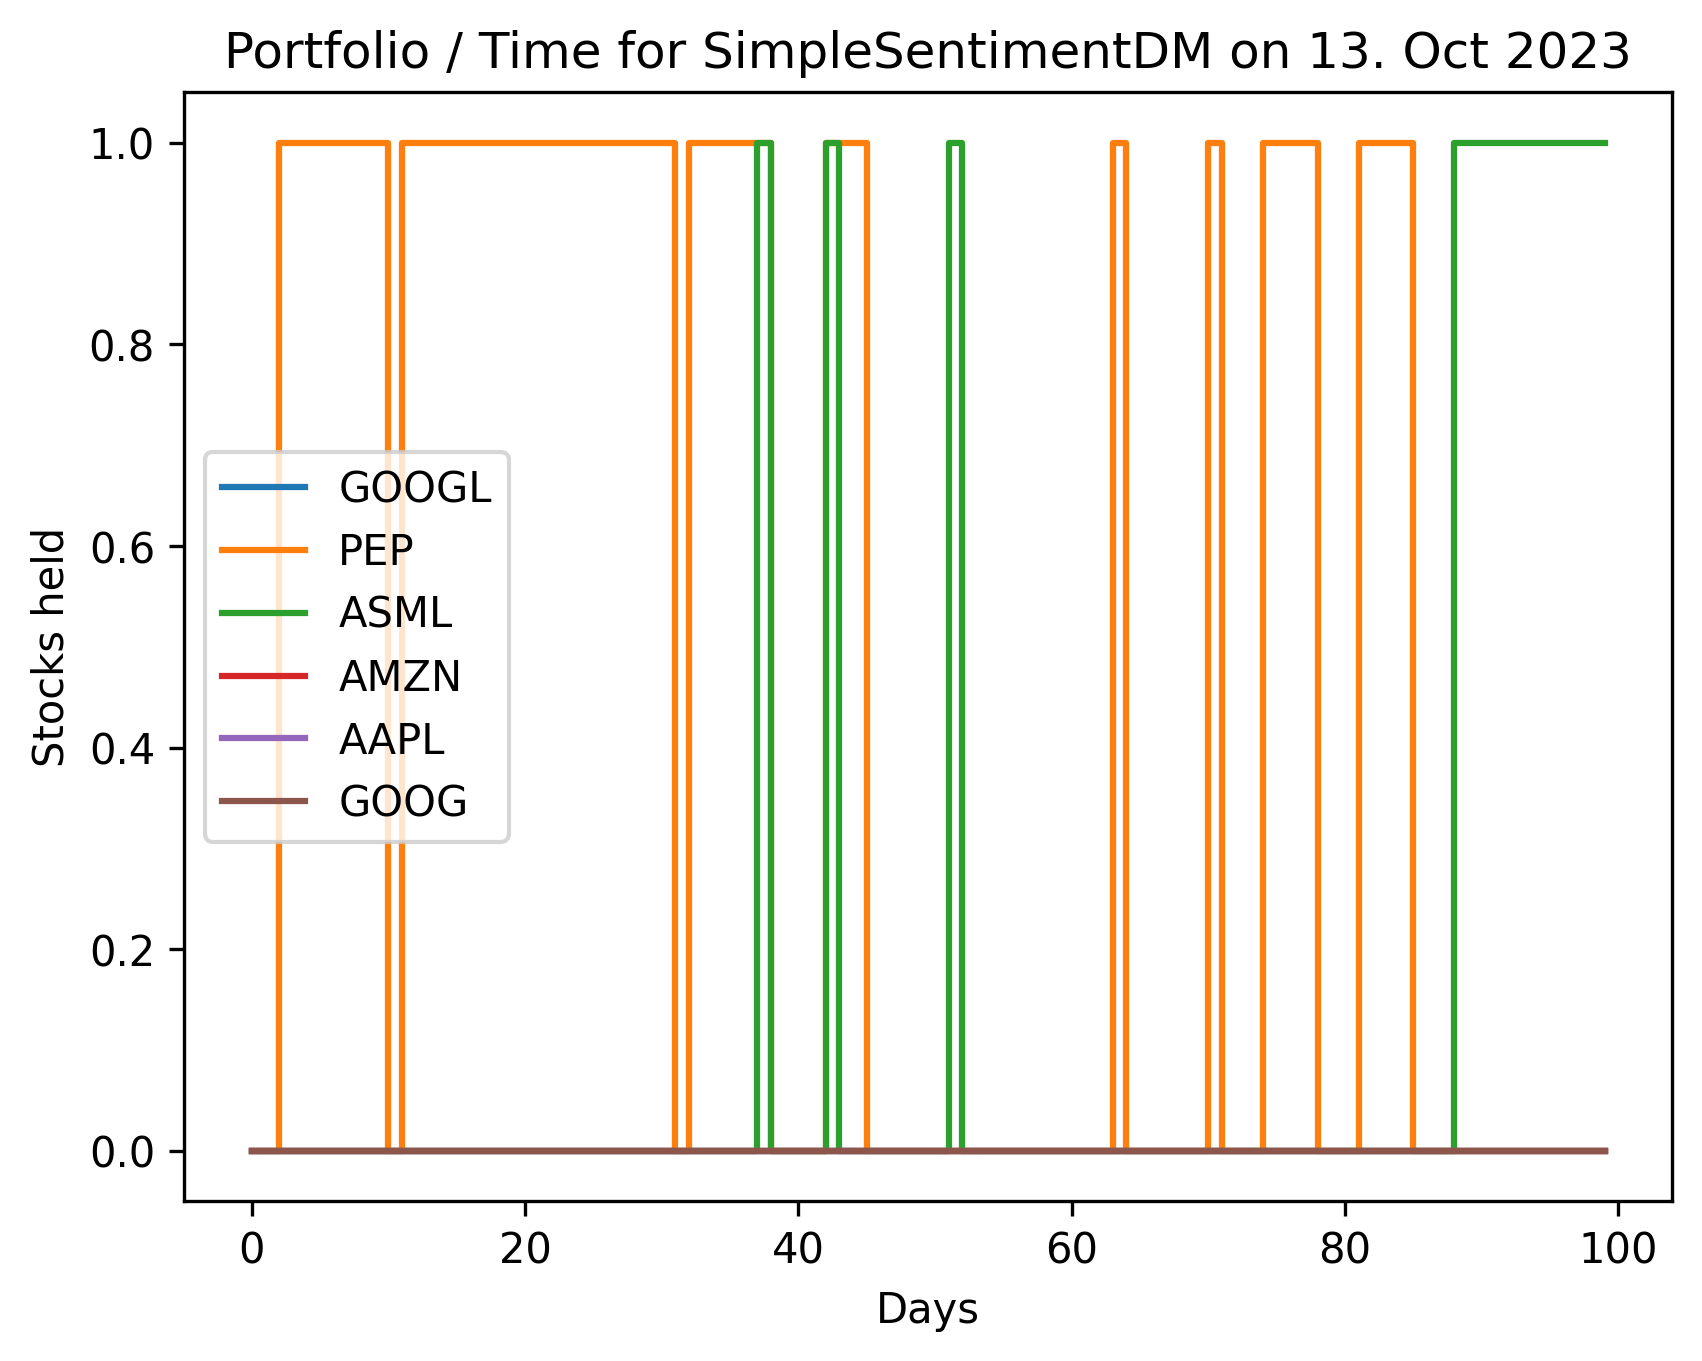 Portfolio / Time for SimpleSentimentDM on 13. Oct 2023
1.0
0.8
0.6
0.4
0.2
0.0
Stocks held
GOOGL
PEP
ASML
AMZN
AAPL
GOOG
0 20 40 60 80 100
Days